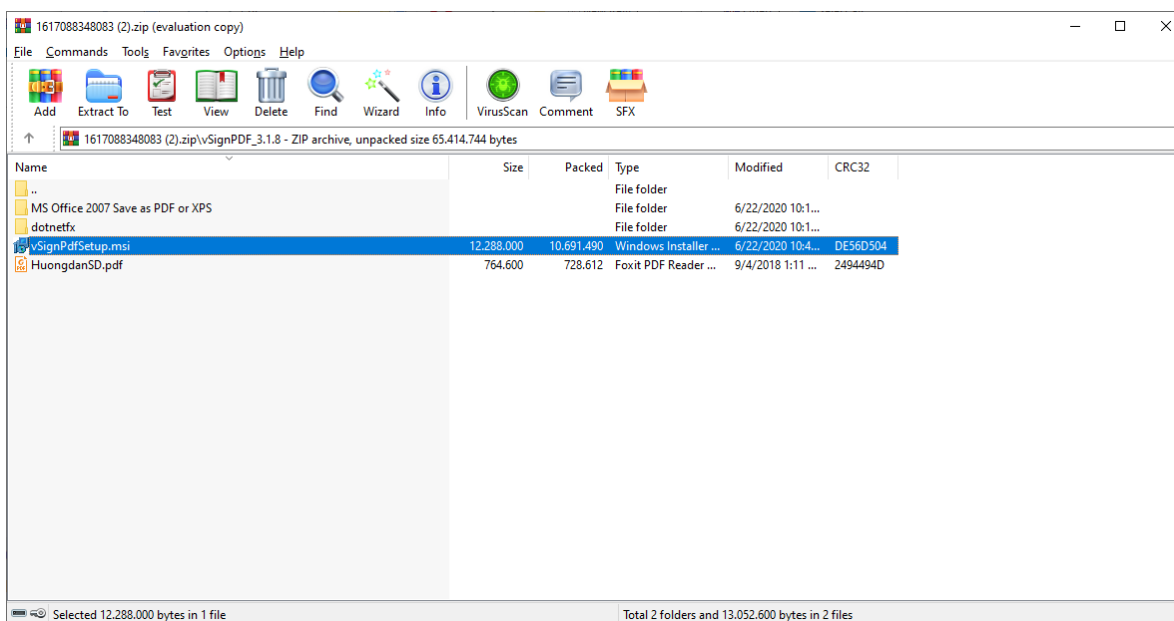 1617088348083 (2).zip (evaluation copy)
File Commands Tools Favorites Options Help
Add Extract To Test View Delete Find Wizard Info VirusScan Comment SFX
1617088348083 (2).zip\vSignPDF_3.1.8 - ZIP archive, unpacked size 65.414.744 bytes
Name Size Packed Type Modified CRC32
.. File folder
MS Office 2007 Save as PDF or XPS File folder 6/22/2020 10:1...
dotnetfx File folder 6/22/2020 10:1...
vSignPdfSetup.msi 12.288.000 10.691.490 Windows Installer ... 6/22/2020 10:4... DE56D504
HuongdanSD.pdf 764.600 728.612 Foxit PDF Reader ... 9/4/2018 1:11 ... 2494494D
Selected 12.288.000 bytes in 1 file Total 2 folders and 13.052.600 bytes in 2 files